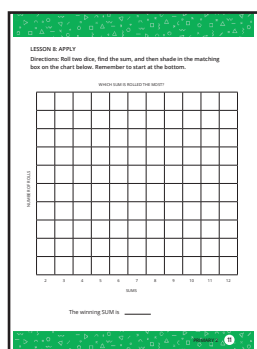 LESSON 8: APPLY
Directions: Roll two dice, find the sum, and then shade in the matching
box on the chart below. Remember to start at the bottom.
WHICH SUM IS ROLLED THE MOST?
NUMBER OF ROLLS
2 3 4 5 6 7 8 9 10 11 12
SUMS
The winning SUM is ________
11